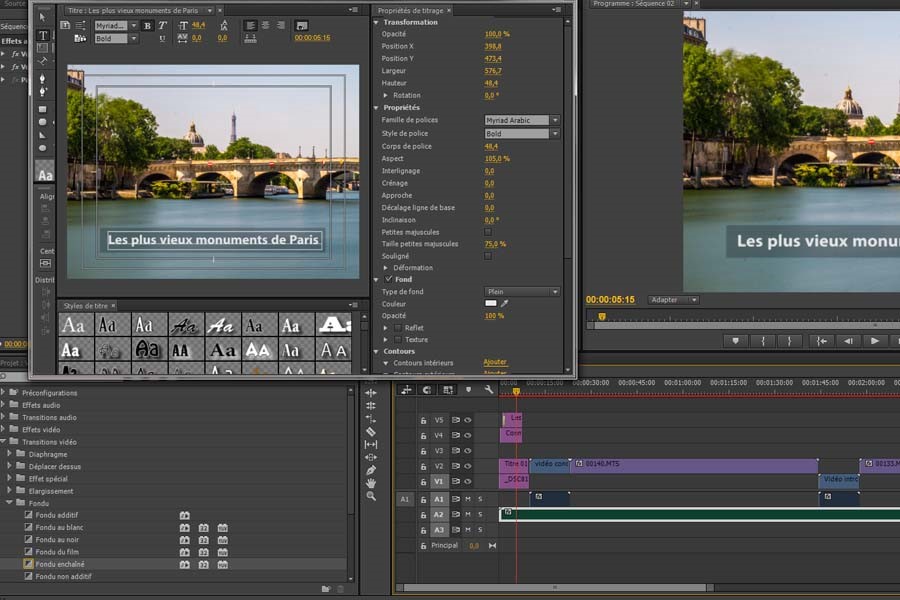 Source
Titre : Les plus vieux monuments de Paris
Myriad...
B
T
48,4
Bold
U
0,0
0,0
00:00:05:16
Les plus vieux monuments de Paris
Styles de titre
Aa Aa Aa Aa Aa Aa Aa Aa
Aa Aa Aa AA Aa AA Aa AA
Séquence
Effets a
Aa
Align
Cent
Distri
Propriétés de titrage
Transformation
Opacité 100,0 %
Position X 398,8
Position Y 473,4
Largeur 576,7
Hauteur 48,4
Rotation 0,0 °
Propriétés
Famille de polices Myriad Arabic
Style de police Bold
Corps de police 48,4
Aspect 105,0 %
Interlignage 0,0
Crénage 0,0
Approche 0,0
Décalage ligne de base 0,0
Inclinaison 0,0 °
Petites majuscules
Taille petites majuscules 75,0 %
Souligné
Déformation
Fond
Type de fond Plein
Couleur
Opacité 100 %
Reflet
Texture
Contours
Contours intérieurs Ajouter
Programme : Séquence 02
Les plus vieux monu
00:00:05:15
Adapter
Projet :
Préconfigurations
Effets audio
Transitions audio
Effets vidéo
Transitions vidéo
Diaphragme
Déplacer dessus
Effet spécial
Elargissement
Fondu
Fondu additif
Fondu au blanc
Fondu au noir
Fondu du film
Fondu enchaîné
Fondu non additif
00:00 00:00:15:00 00:00:30:00 00:00:45:00 00:01:00:00 00:01:15:00 00:01:30:00 00:01:45:00 00:02:00:00
V5 Les
V4 Conn
V3
V2 Titre 01 vidéo conc 00140.MTS 00133.M
V1 _DSC01 Vidéo intro
A1 A1 M S
A2 M S
A3 M S
Principal 0,0